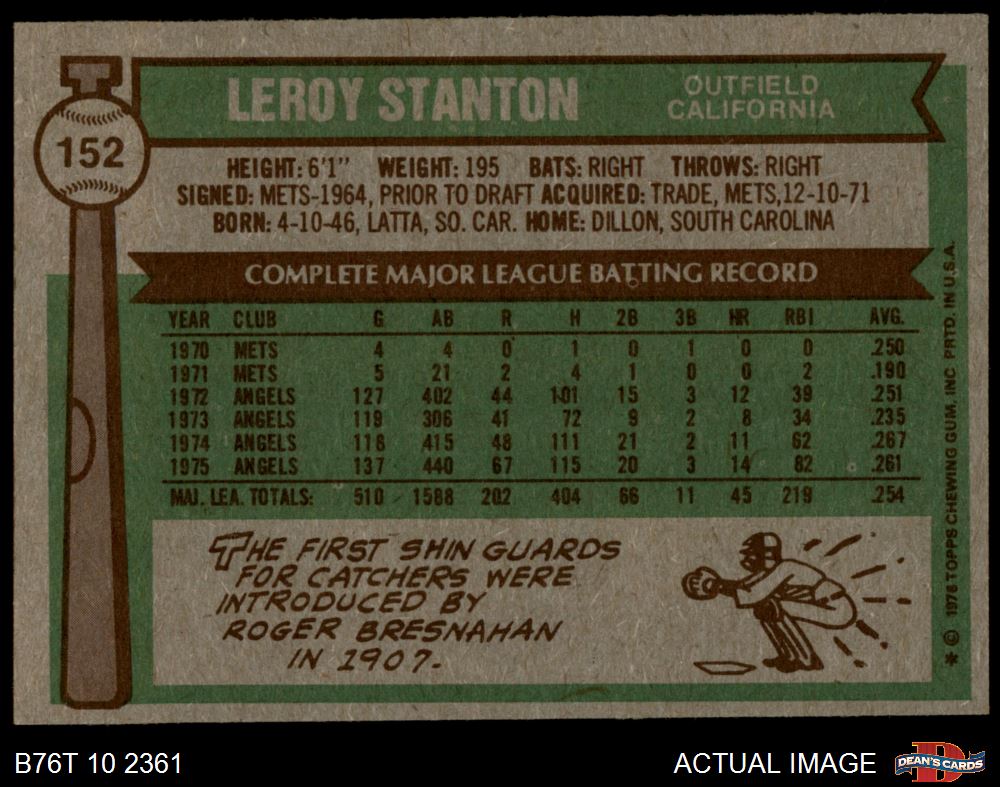 LEROY STANTON
OUTFIELD
CALIFORNIA
152
HEIGHT: 6'1" WEIGHT: 195 BATS: RIGHT THROWS: RIGHT
SIGNED: METS-1964, PRIOR TO DRAFT ACQUIRED: TRADE, METS,12-10-71
BORN: 4-10-46, LATTA, SO. CAR. HOME: DILLON, SOUTH CAROLINA
COMPLETE MAJOR LEAGUE BATTING RECORD
YEAR CLUB G AB R H 2B 3B HR RBI AVG.
1970 METS 4 4 0 1 0 1 0 0 .250
1971 METS 5 21 2 4 1 0 0 2 .190
1972 ANGELS 127 402 44 101 15 3 12 39 .251
1973 ANGELS 119 306 41 72 9 2 8 34 .235
1974 ANGELS 118 415 48 111 21 2 11 62 .267
1975 ANGELS 137 440 67 115 20 3 14 82 .261
MAJ. LEA. TOTALS: 510 1588 202 404 66 11 45 219 .254
THE FIRST SHIN GUARDS
FOR CATCHERS WERE
INTRODUCED BY
ROGER BRESNAHAN
IN 1907.
* © 1976 TOPPS CHEWING GUM, INC PRTD. IN U.S.A.
B76T 10 2361
ACTUAL IMAGE
D
DEAN'S CARDS